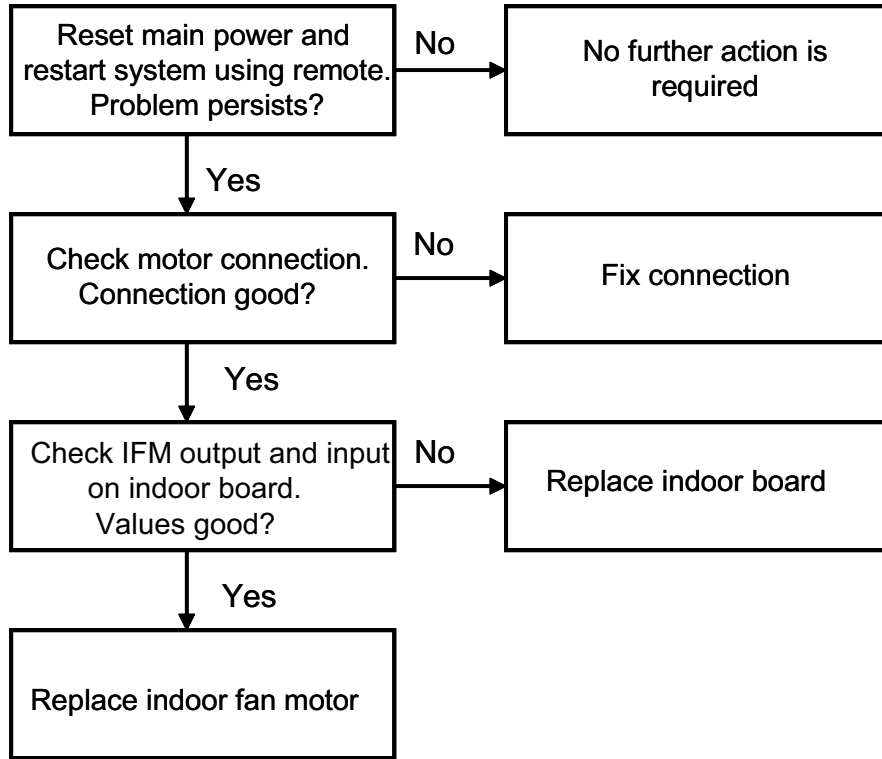 Reset main power and
restart system using remote.
Problem persists?
No
No further action is
required
Yes
Check motor connection.
Connection good?
No
Fix connection
Yes
Check IFM output and input
on indoor board.
Values good?
No
Replace indoor board
Yes
Replace indoor fan motor